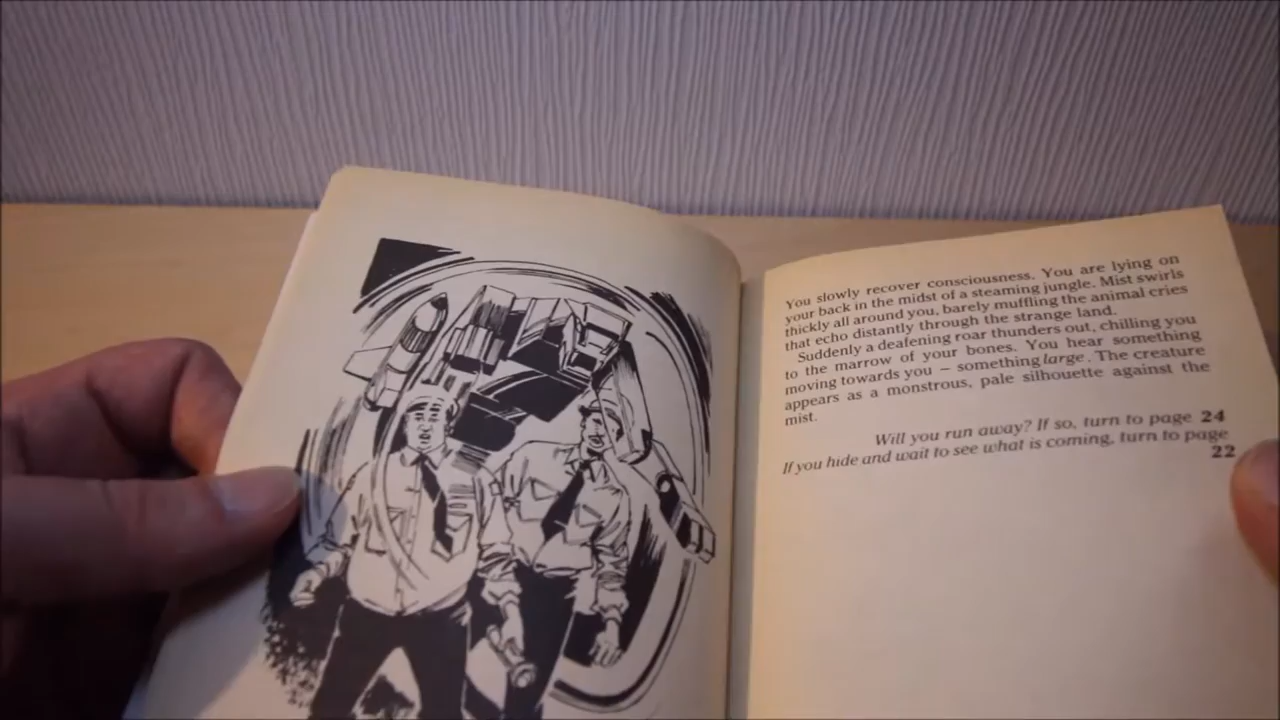 You slowly recover consciousness. You are lying on
your back in the midst of a steaming jungle. Mist swirls
thickly all around you, barely muffling the animal cries
that echo distantly through the strange land.
Suddenly a deafening roar thunders out, chilling you
to the marrow of your bones. You hear something
moving towards you – something large. The creature
appears as a monstrous, pale silhouette against the
mist.
Will you run away? If so, turn to page 24
If you hide and wait to see what is coming, turn to page
22